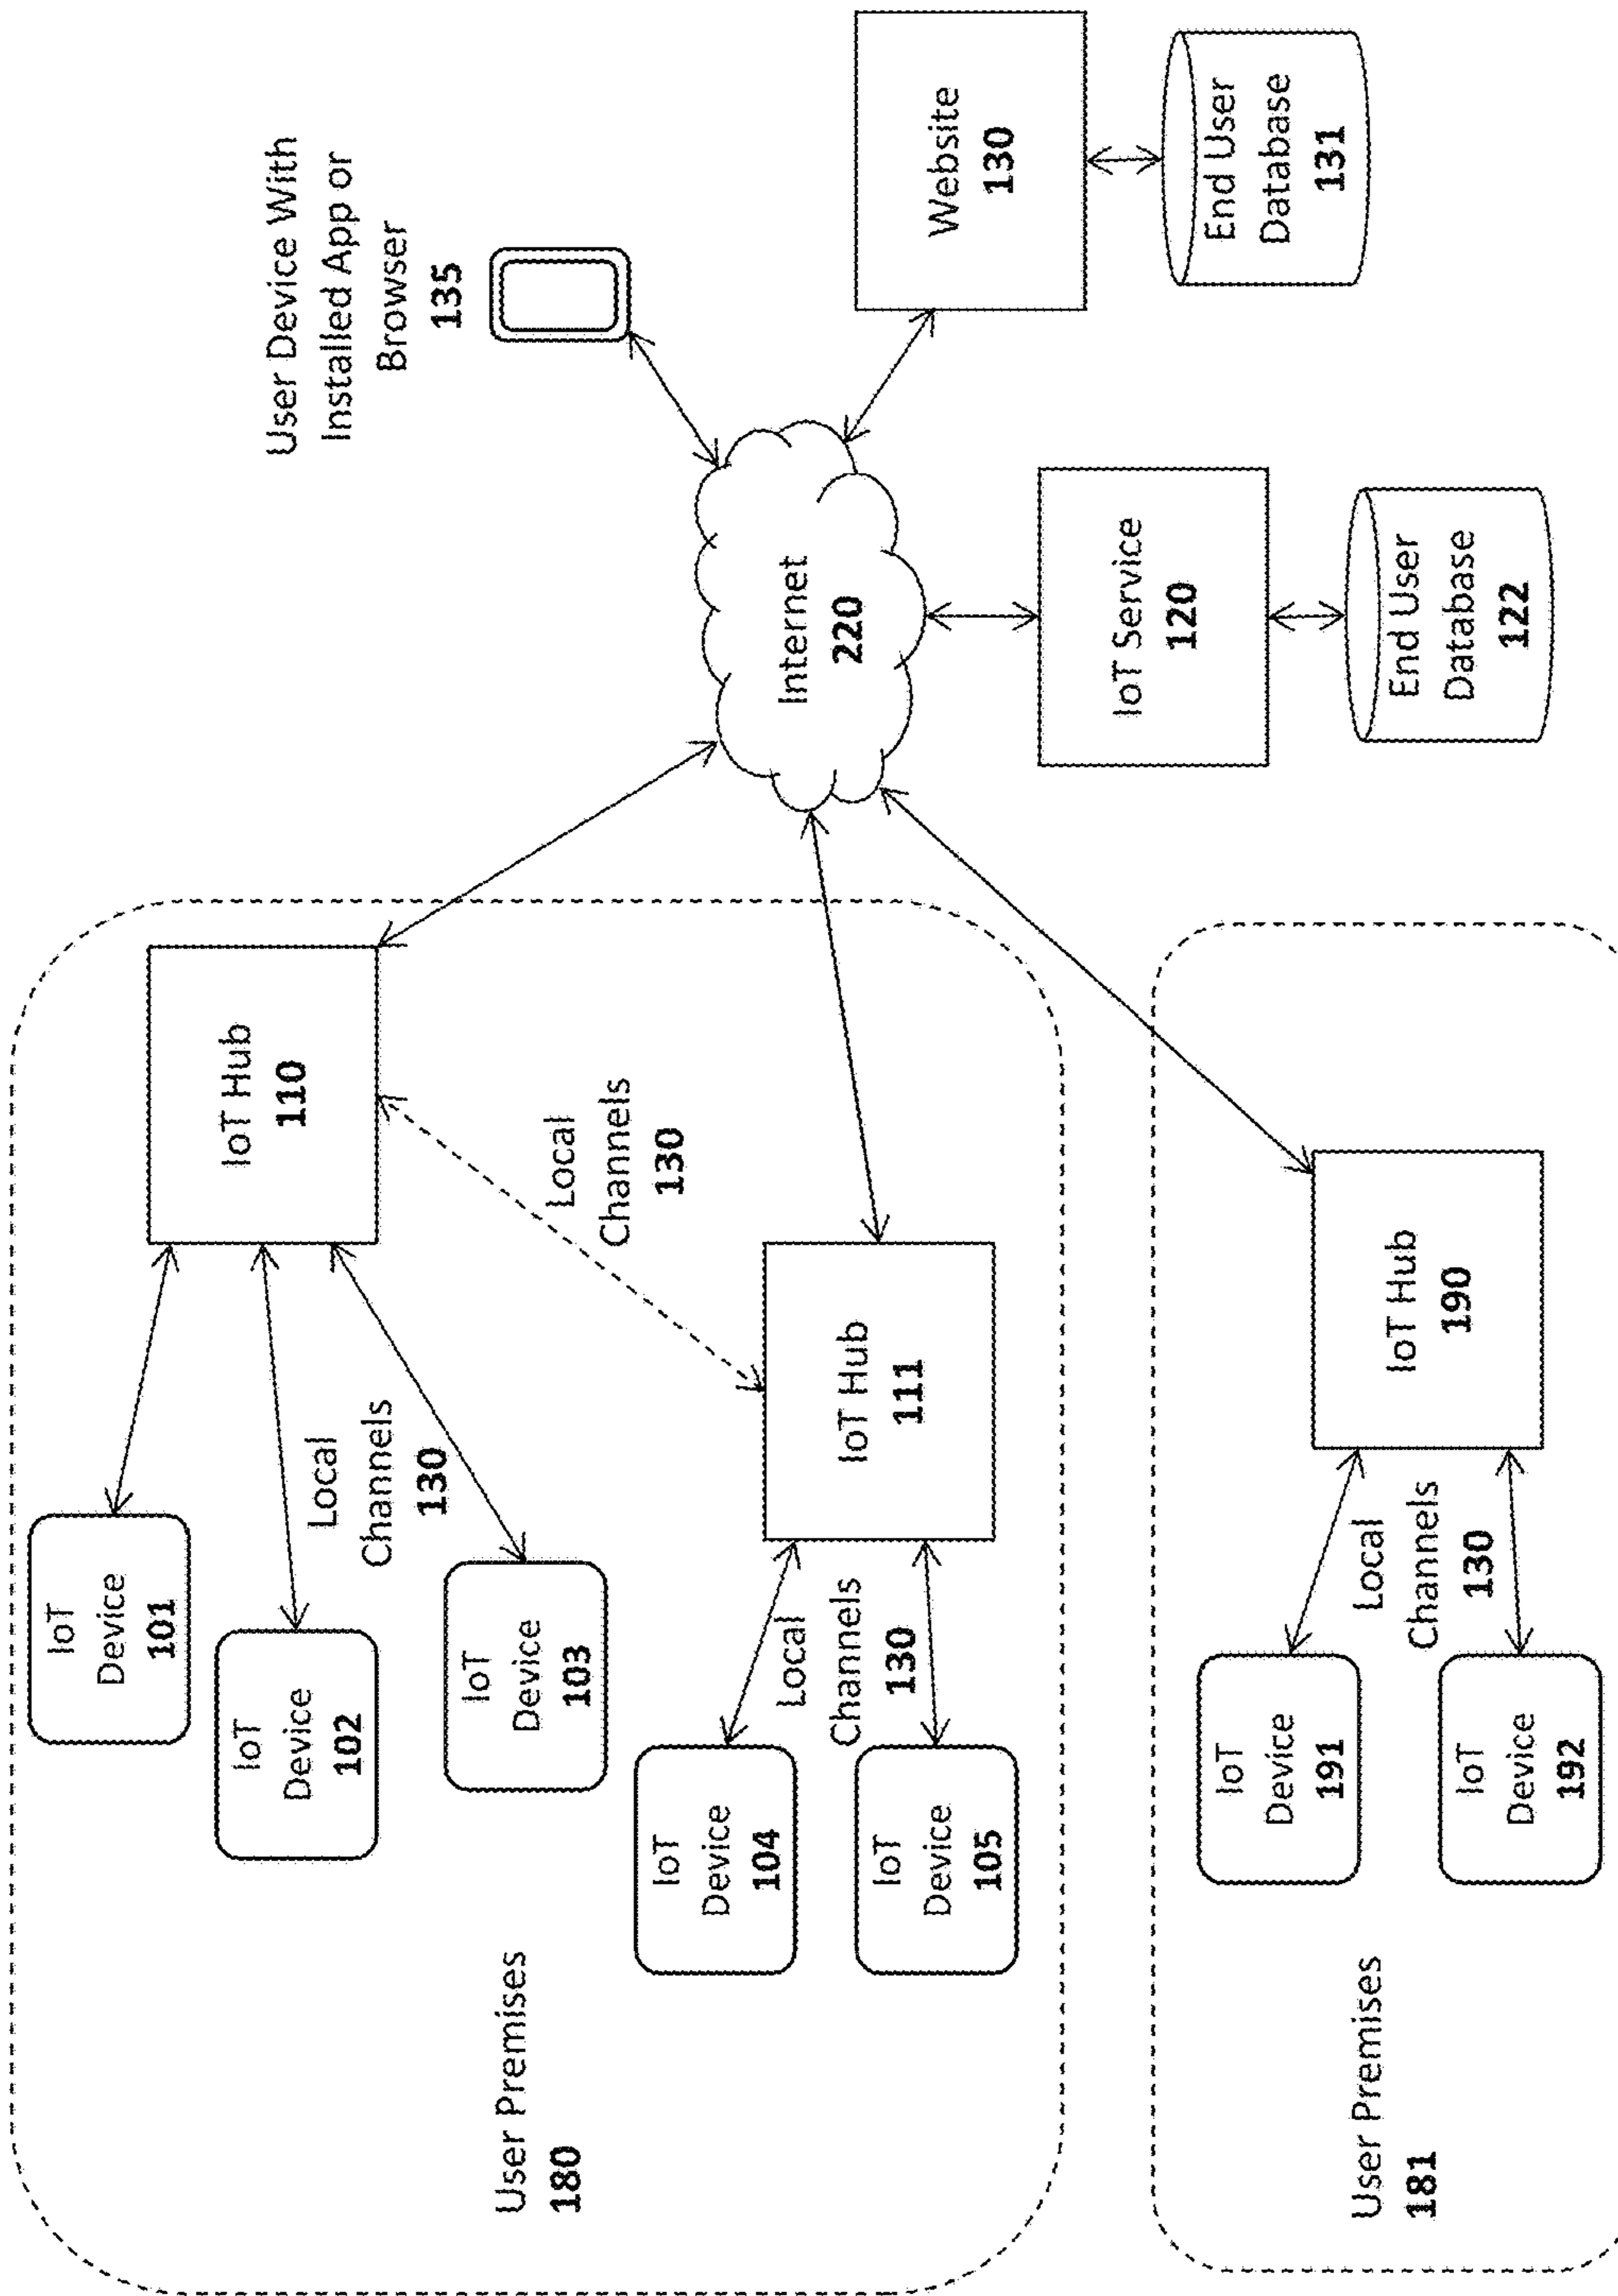 IoT
Device
101
IoT
Device
102
IoT
Device
103
Local
Channels
130
IoT Hub
110
User Device With
Installed App or
Browser
135
Local
Channels
130
User Premises
180
IoT
Device
104
IoT
Device
105
Local
Channels
130
IoT Hub
111
Internet
220
Website
130
End User
Database
131
IoT Service
120
End User
Database
122
IoT
Device
191
IoT
Device
192
Local
Channels
130
IoT Hub
190
User Premises
181